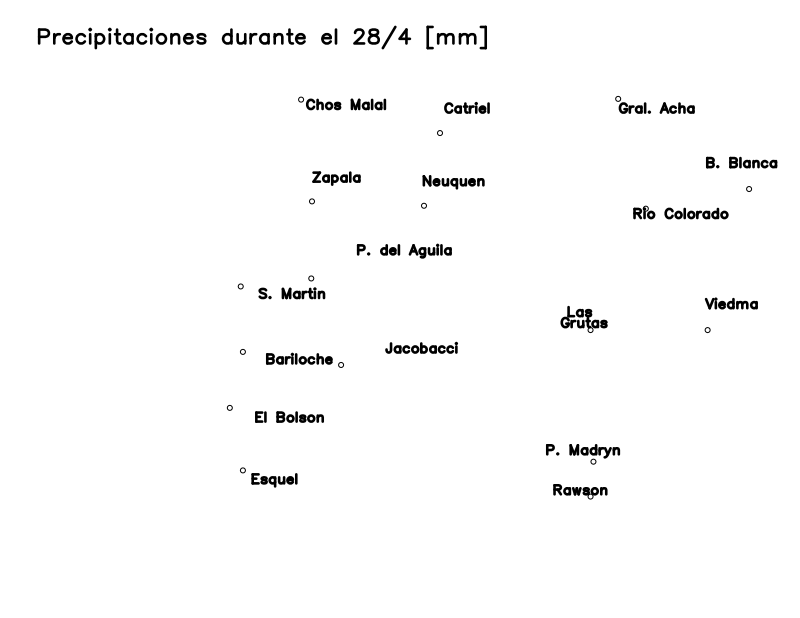 Precipitaciones durante el 28/4 [mm]
Chos Malal
Catriel
Gral. Acha
B. Blanca
Zapala
Neuquen
Río Colorado
P. del Aguila
S. Martin
Viedma
Las
Grutas
Jacobacci
Bariloche
El Bolson
P. Madryn
Esquel
Rawson